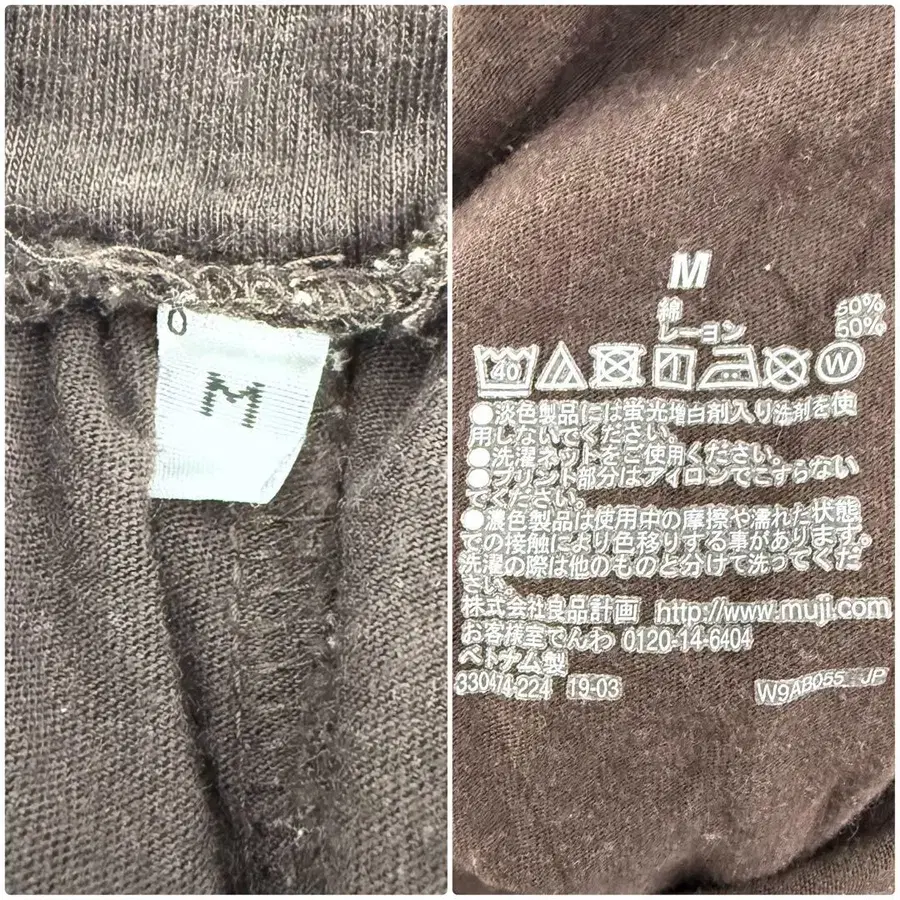 0
M
M
綿 50%
レーヨン 50%
40 W
●淡色製品には蛍光増白剤入り洗剤を使
用しないでください。
●洗濯ネットをご使用ください。
●プリント部分はアイロンでこすらない
でください。
●濃色製品は使用中の摩擦や濡れた状態
での接触により色移りする事があります。
洗濯の際は他のものと分けて洗ってくだ
さい。
株式会社良品計画 http://www.muji.com
お客様室でんわ 0120-14-6404
ベトナム製
330474-224 19-03 W9AB055 JP